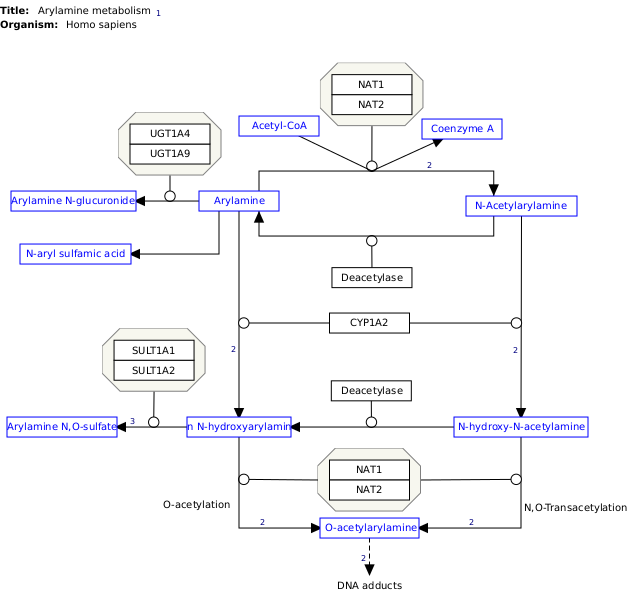 Title: Arylamine metabolism 1
Organism: Homo sapiens
NAT1
NAT2
Acetyl-CoA
Coenzyme A
UGT1A4
UGT1A9
2
Arylamine N-glucuronide
Arylamine
N-Acetylarylamine
N-aryl sulfamic acid
Deacetylase
CYP1A2
2
2
SULT1A1
SULT1A2
Deacetylase
Arylamine N,O-sulfate
3
n N-hydroxyarylamin
N-hydroxy-N-acetylamine
NAT1
NAT2
O-acetylation
N,O-Transacetylation
2
O-acetylarylamine
2
2
DNA adducts